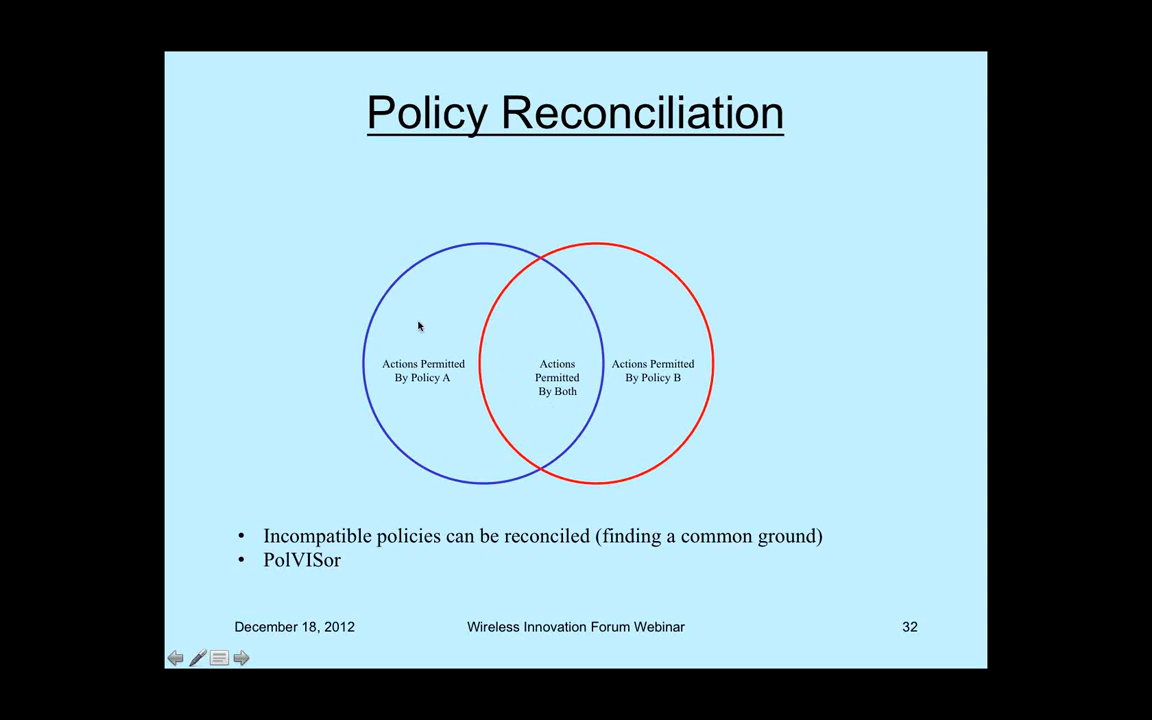 Policy Reconciliation
Actions Permitted
By Policy A
Actions
Permitted
By Both
Actions Permitted
By Policy B
• Incompatible policies can be reconciled (finding a common ground)
• PolVISor
December 18, 2012
Wireless Innovation Forum Webinar
32